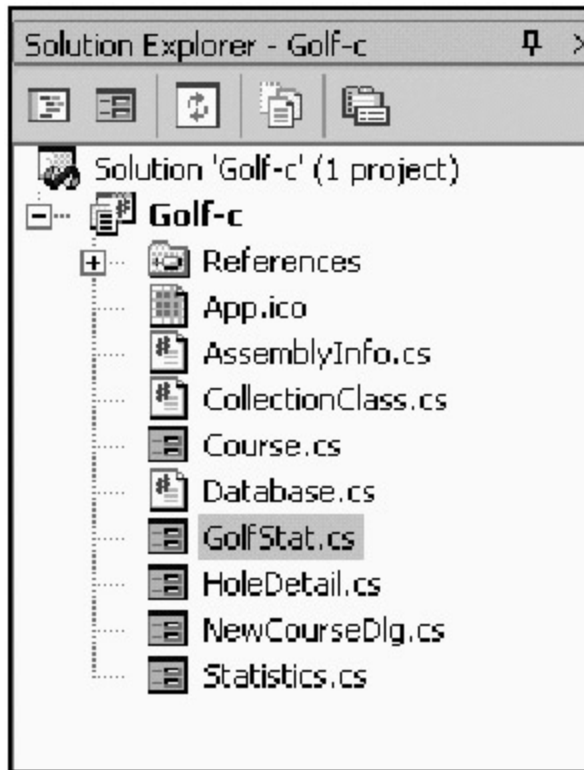 Solution Explorer - Golf-c
Solution 'Golf-c' (1 project)
Golf-c
References
App.ico
AssemblyInfo.cs
CollectionClass.cs
Course.cs
Database.cs
GolfStat.cs
HoleDetail.cs
NewCourseDlg.cs
Statistics.cs